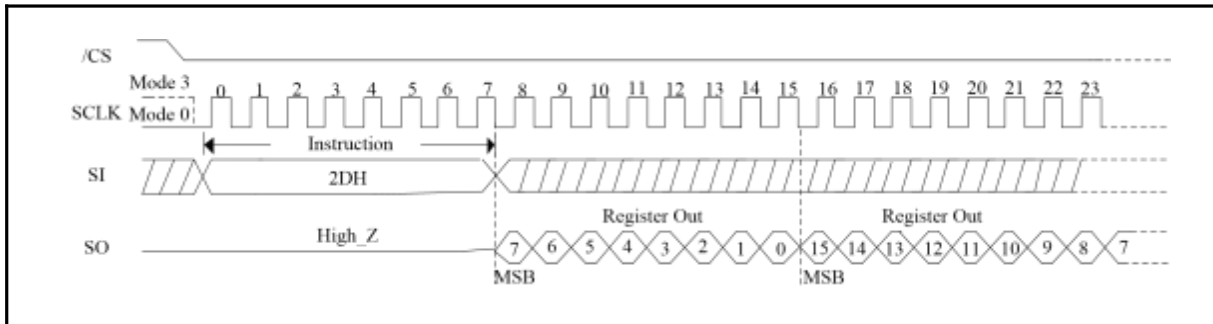 /CS
Mode 3
0 1 2 3 4 5 6 7 8 9 10 11 12 13 14 15 16 17 18 19 20 21 22 23
SCLK Mode 0
Instruction
SI 2DH
High_Z Register Out Register Out
SO 7 6 5 4 3 2 1 0 15 14 13 12 11 10 9 8 7
MSB MSB